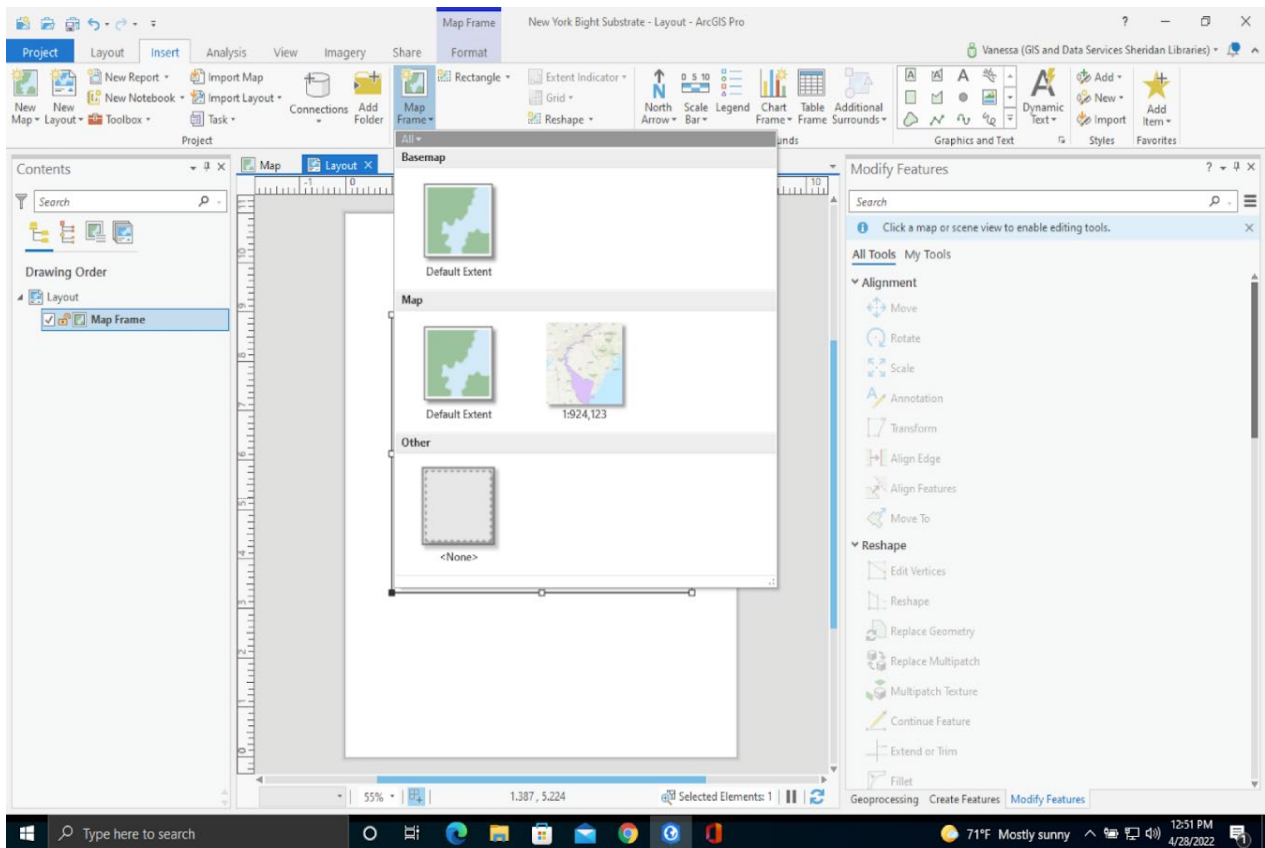 Map Frame
New York Bight Substrate - Layout - ArcGIS Pro
?
Project Layout Insert Analysis View Imagery Share Format
Vanessa (GIS and Data Services Sheridan Libraries)
New Map
New Layout
New Report
New Notebook
Toolbox
Import Map
Import Layout
Task
Connections
Add Folder
Map Frame
Rectangle
Extent Indicator
Grid
Reshape
North Arrow
Scale Bar
Legend
Chart Frame
Table Frame
Additional Surrounds
Dynamic Text
Add
New
Import
Add Item
Project
Graphics and Text
Styles
Favorites
All
Basemap
Default Extent
Map
Default Extent
1:924,123
Other
<None>
Contents
Search
Drawing Order
Layout
Map Frame
Map
Layout
-1
0
10
55%
1.387 , 5.224
Selected Elements: 1
Modify Features
?
Search
Click a map or scene view to enable editing tools.
All Tools My Tools
Alignment
Move
Rotate
Scale
Annotation
Transform
Align Edge
Align Features
Move To
Reshape
Edit Vertices
Reshape
Replace Geometry
Replace Multipatch
Multipatch Texture
Continue Feature
Extend or Trim
Fillet
Geoprocessing Create Features Modify Features
Type here to search
71°F Mostly sunny
12:51 PM
4/28/2022